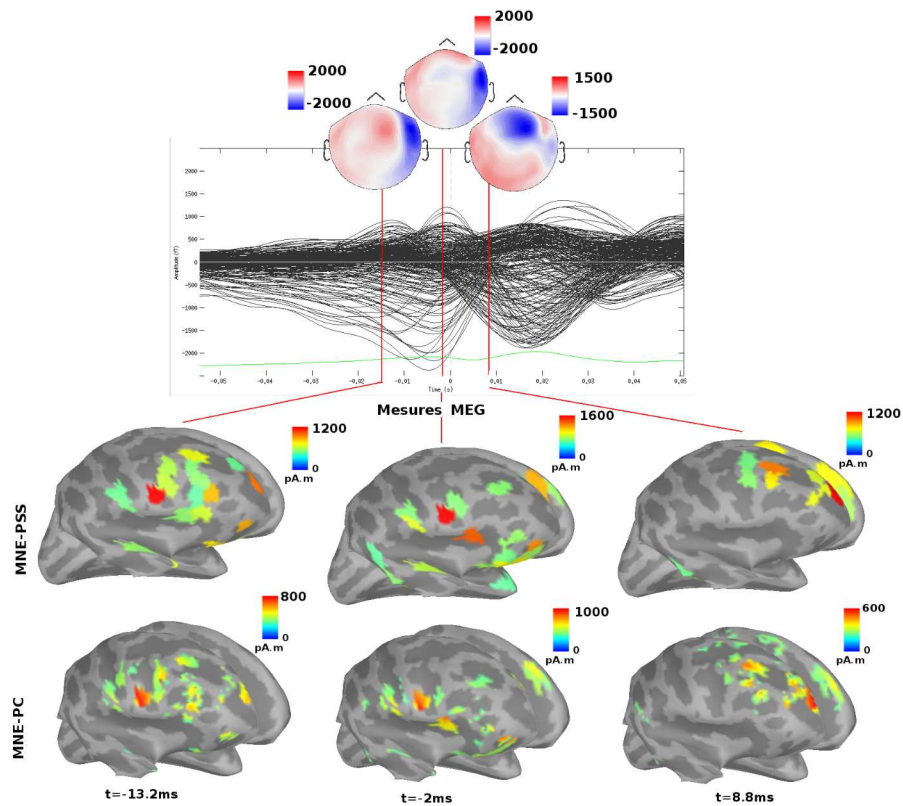 2000
-2000
2000
-2000
1500
-1500
2000
1500
1000
500
0
-500
-1000
-1500
-2000
Amplitude (fT)
-0.05
-0.04
-0.03
-0.02
-0.01
0
0.01
0.02
0.03
0.04
0.05
Time (s)
Mesures MEG
MNE-PSS
1200
0
pA.m
1600
0
pA.m
1200
0
pA.m
MNE-PC
800
0
pA.m
1000
0
pA.m
600
0
pA.m
t=-13.2ms
t=-2ms
t=8.8ms